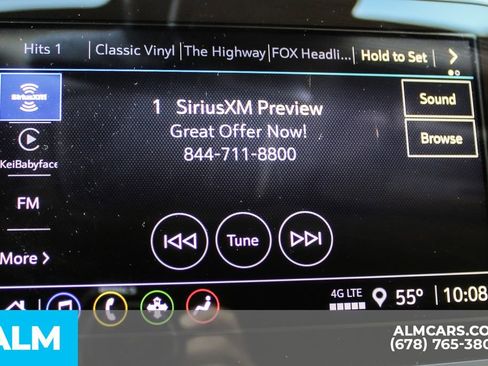 Hits 1 Classic Vinyl The Highway FOX Headli... Hold to Set
SiriusXM
1 SiriusXM Preview
Great Offer Now!
844-711-8800
Sound
Browse
KeiBabyface
FM
Tune
More
4G LTE 55° 10:08
ALM
ALMCARS.CO
(678) 765-380